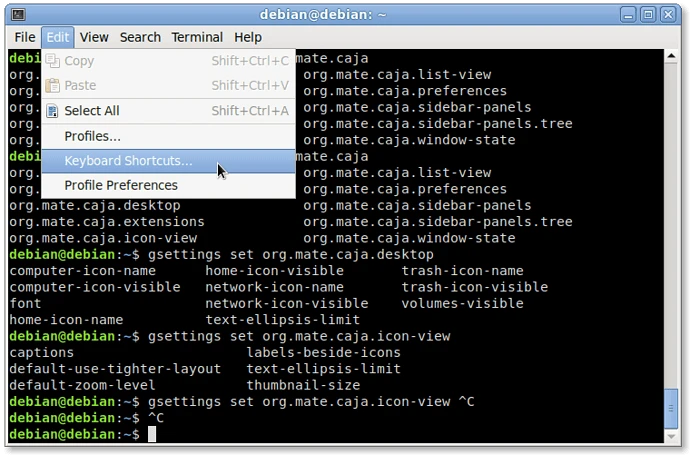 debian@debian: ~
File Edit View Search Terminal Help
Copy Shift+Ctrl+C
Paste Shift+Ctrl+V
Select All Shift+Ctrl+A
Profiles...
Keyboard Shortcuts...
Profile Preferences
debi mate.caja
org. org.mate.caja.list-view
org. org.mate.caja.preferences
org. org.mate.caja.sidebar-panels
org. org.mate.caja.sidebar-panels.tree
org. org.mate.caja.window-state
debi mate.caja
org. org.mate.caja.list-view
org. org.mate.caja.preferences
org.mate.caja.desktop org.mate.caja.sidebar-panels
org.mate.caja.extensions org.mate.caja.sidebar-panels.tree
org.mate.caja.icon-view org.mate.caja.window-state
debian@debian:~$ gsettings set org.mate.caja.desktop
computer-icon-name home-icon-visible trash-icon-name
computer-icon-visible network-icon-name trash-icon-visible
font network-icon-visible volumes-visible
home-icon-name text-ellipsis-limit
debian@debian:~$ gsettings set org.mate.caja.icon-view
captions labels-beside-icons
default-use-tighter-layout text-ellipsis-limit
default-zoom-level thumbnail-size
debian@debian:~$ gsettings set org.mate.caja.icon-view ^C
debian@debian:~$ ^C
debian@debian:~$